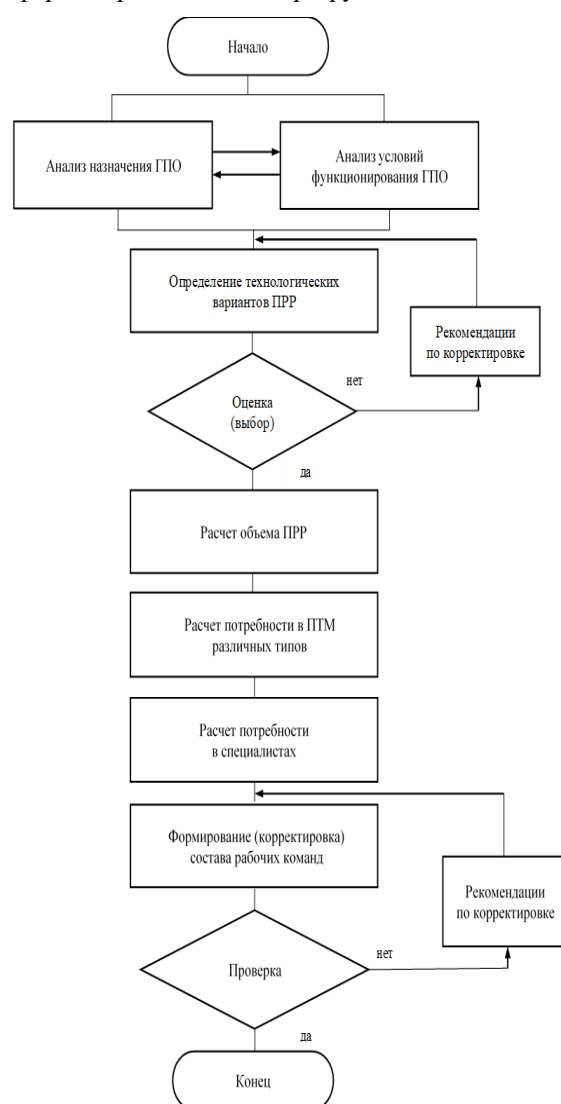 Начало
Анализ назначения ГПО
Анализ условий
функционирования ГПО
Определение технологических
вариантов ПРР
Рекомендации
по корректировке
нет
Оценка
(выбор)
да
Расчет объема ПРР
Расчет потребности в ПТМ
различных типов
Расчет потребности
в специалистах
Формирование (корректировка)
состава рабочих команд
Рекомендации
по корректировке
нет
Проверка
да
Конец